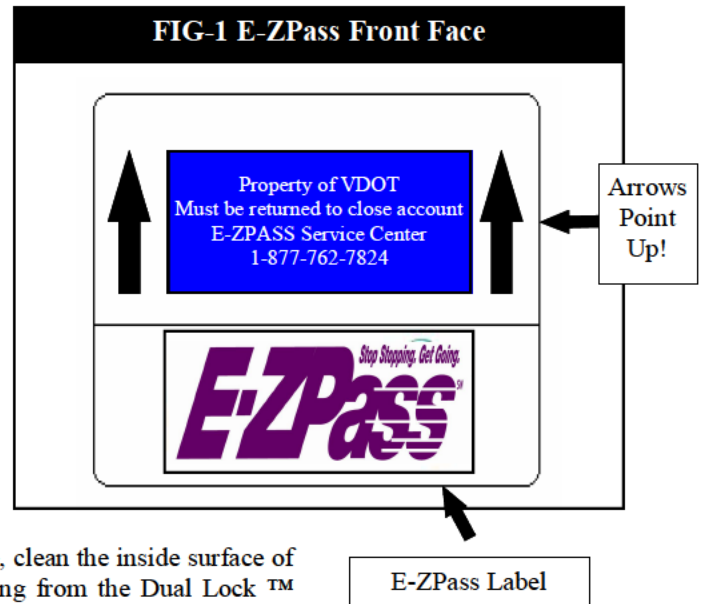 FIG-1 E-ZPass Front Face
Property of VDOT
Must be returned to close account
E-ZPASS Service Center
1-877-762-7824
Arrows
Point
Up!
Stop Stopping. Get Going.
E-ZPass
SM
, clean the inside surface of
ing from the Dual Lock ™
E-ZPass Label